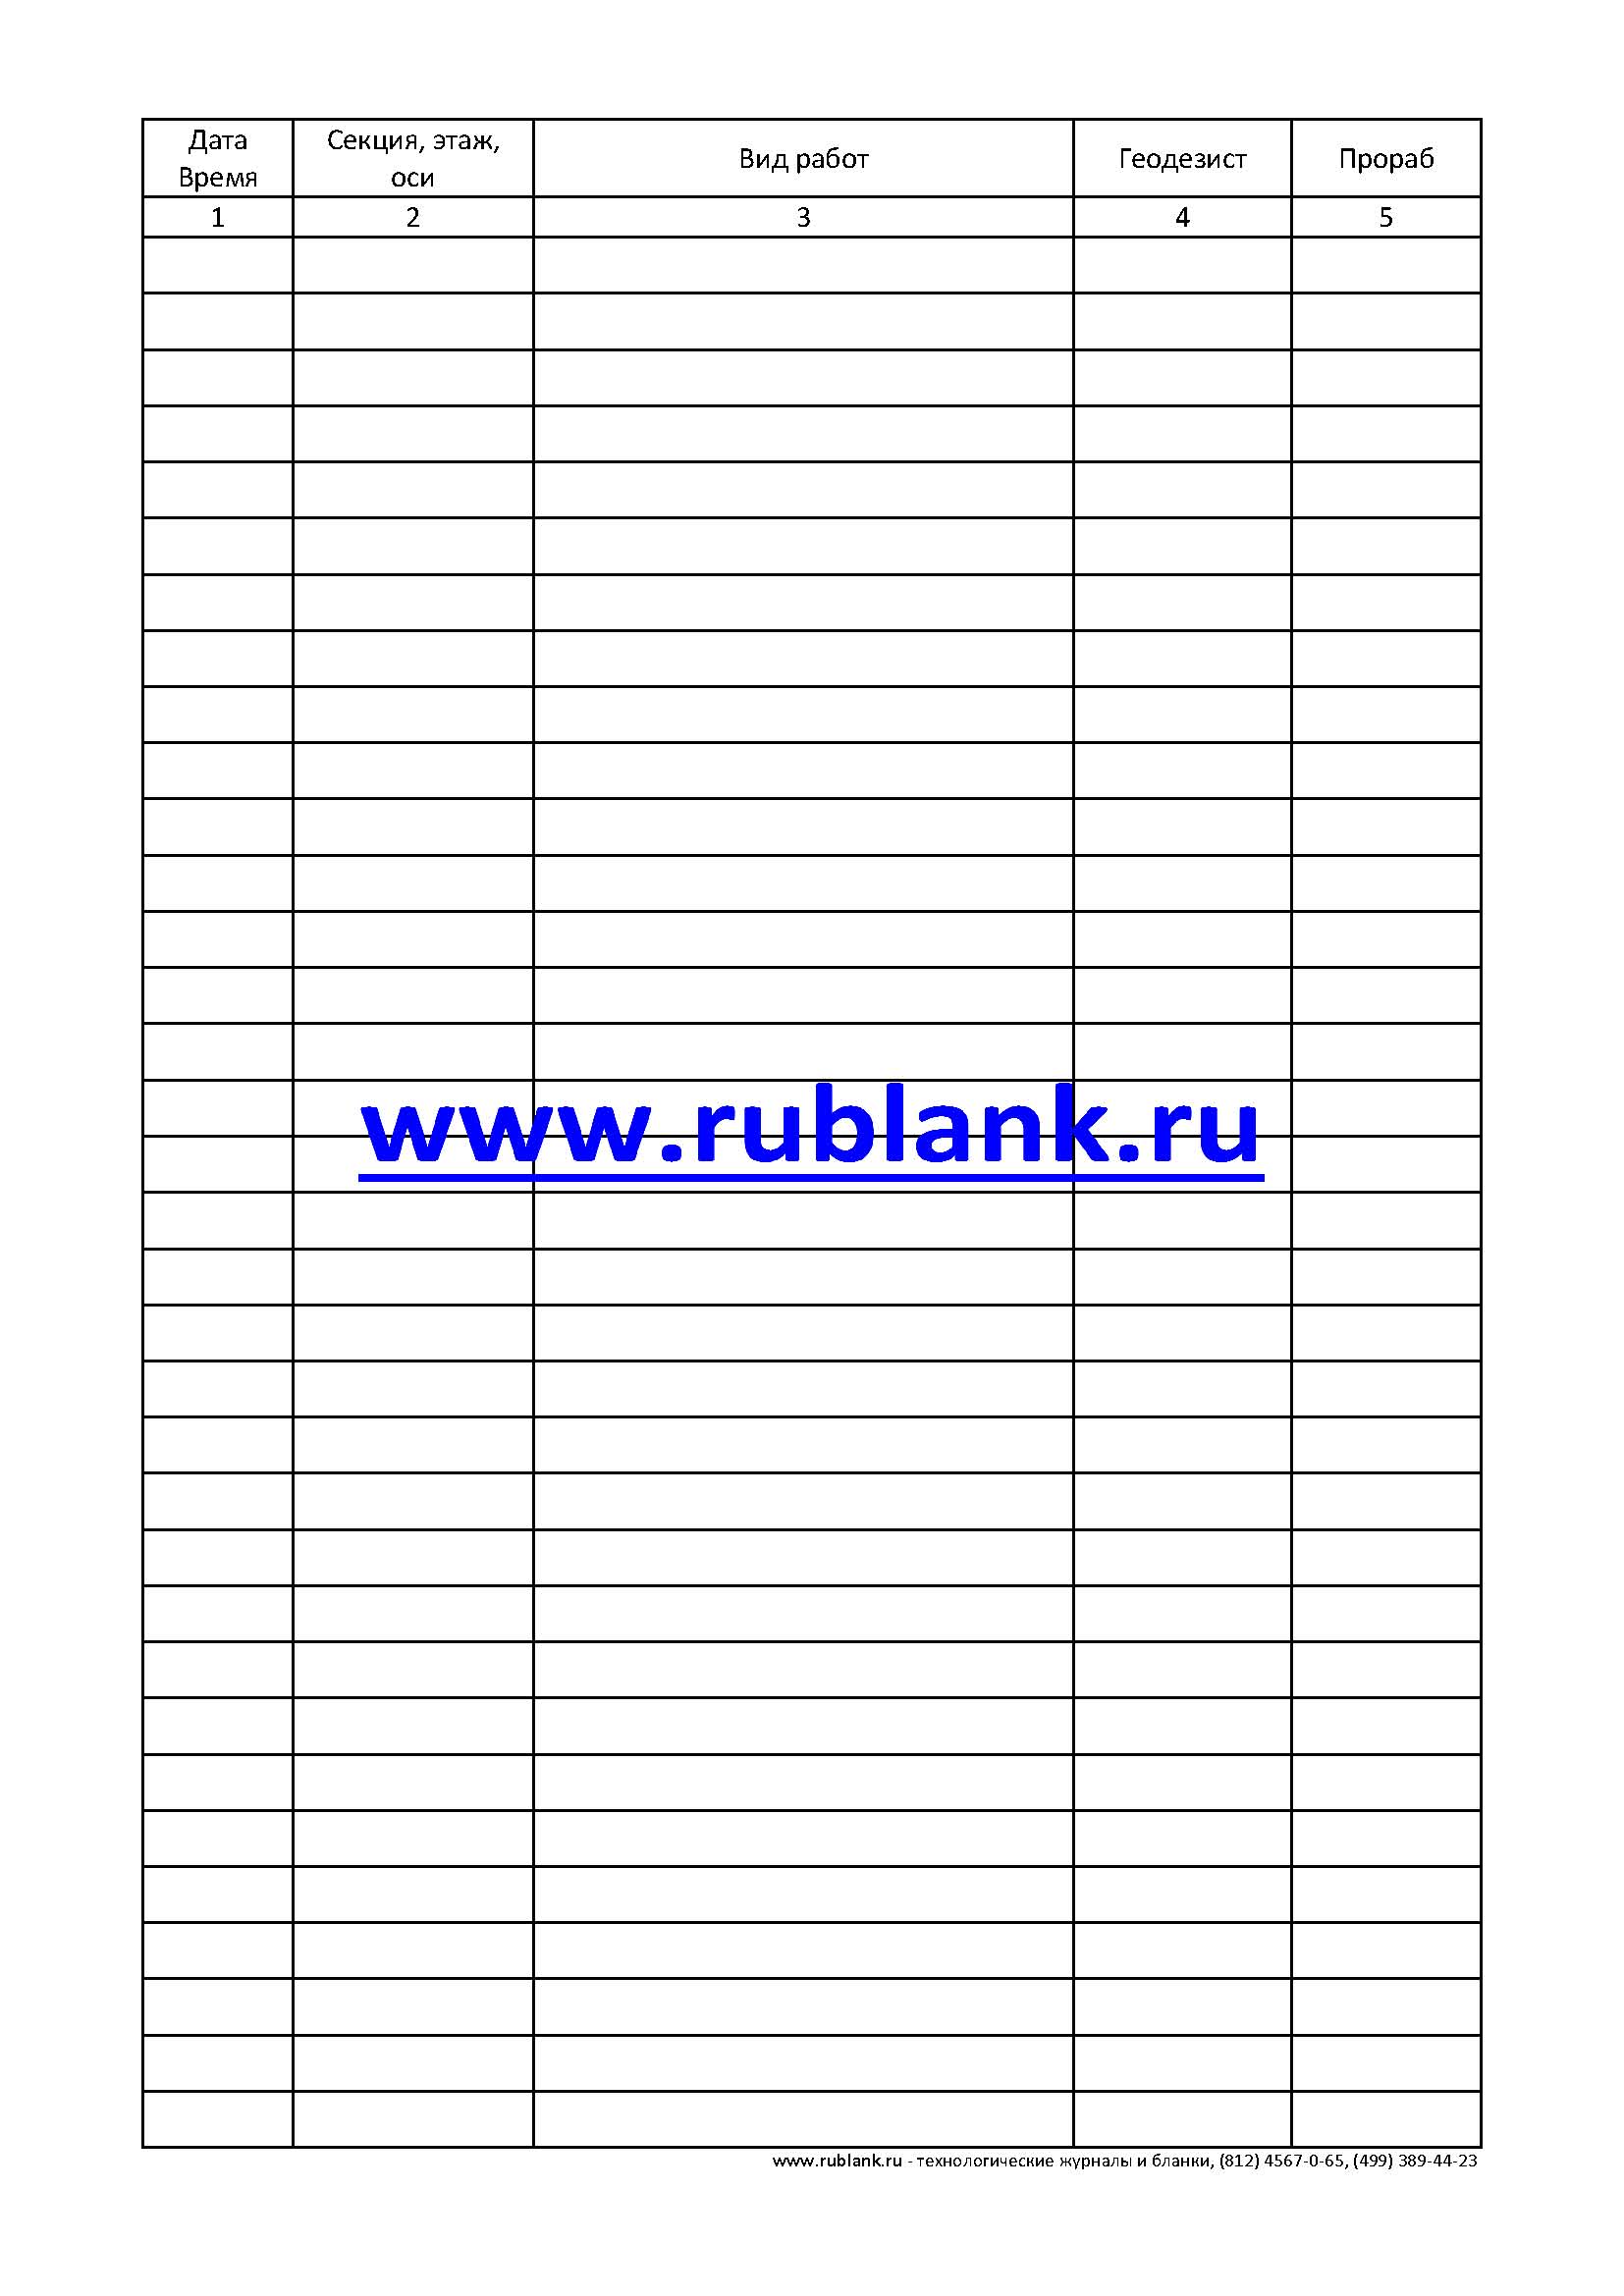 Дата
Время
Секция, этаж,
оси
Вид работ
Геодезист
Прораб
1
2
3
4
5
www.rublank.ru
www.rublank.ru - технологические журналы и бланки, (812) 4567-0-65, (499) 389-44-23